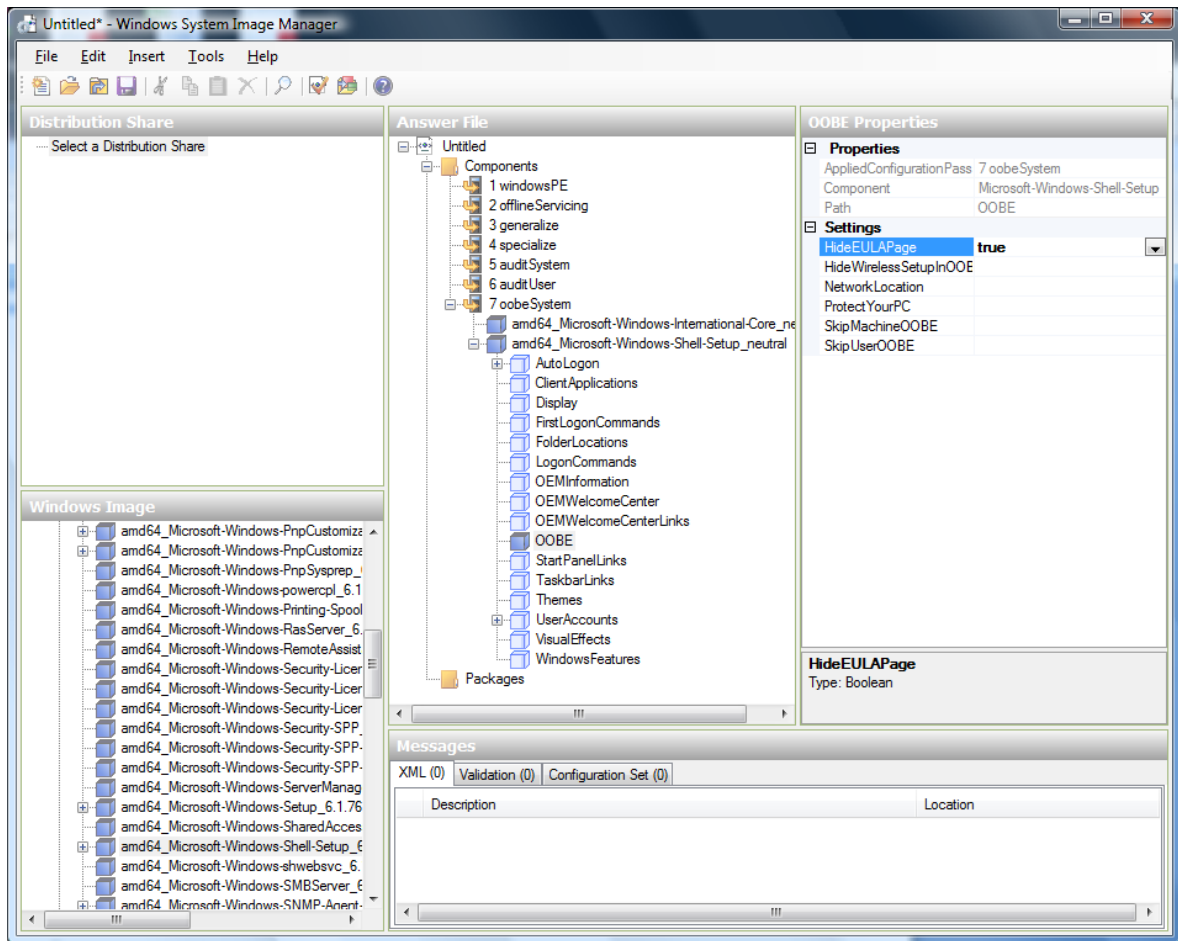 Untitled* - Windows System Image Manager
File Edit Insert Tools Help
Distribution Share
Select a Distribution Share
Windows Image
amd64_Microsoft-Windows-PnpCustomiza
amd64_Microsoft-Windows-PnpCustomiza
amd64_Microsoft-Windows-PnpSysprep_
amd64_Microsoft-Windows-powercpl_6.1
amd64_Microsoft-Windows-Printing-Spool
amd64_Microsoft-Windows-RasServer_6.
amd64_Microsoft-Windows-RemoteAssist
amd64_Microsoft-Windows-Security-Licer
amd64_Microsoft-Windows-Security-Licer
amd64_Microsoft-Windows-Security-Licer
amd64_Microsoft-Windows-Security-SPP_
amd64_Microsoft-Windows-Security-SPP-
amd64_Microsoft-Windows-Security-SPP-
amd64_Microsoft-Windows-ServerManag
amd64_Microsoft-Windows-Setup_6.1.76
amd64_Microsoft-Windows-SharedAcces
amd64_Microsoft-Windows-Shell-Setup_6
amd64_Microsoft-Windows-shwebsvc_6.
amd64_Microsoft-Windows-SMBServer_6
amd64_Microsoft-Windows-SNMP-Agent-
Answer File
Untitled
Components
1 windowsPE
2 offlineServicing
3 generalize
4 specialize
5 auditSystem
6 auditUser
7 oobeSystem
amd64_Microsoft-Windows-International-Core_ne
amd64_Microsoft-Windows-Shell-Setup_neutral
AutoLogon
ClientApplications
Display
FirstLogonCommands
FolderLocations
LogonCommands
OEMInformation
OEMWelcomeCenter
OEMWelcomeCenterLinks
OOBE
StartPanelLinks
TaskbarLinks
Themes
UserAccounts
VisualEffects
WindowsFeatures
Packages
OOBE Properties
Properties
AppliedConfigurationPass 7 oobeSystem
Component Microsoft-Windows-Shell-Setup
Path OOBE
Settings
HideEULAPage true
HideWirelessSetupInOOBE
NetworkLocation
ProtectYourPC
SkipMachineOOBE
SkipUserOOBE
HideEULAPage
Type: Boolean
Messages
XML (0) Validation (0) Configuration Set (0)
Description Location